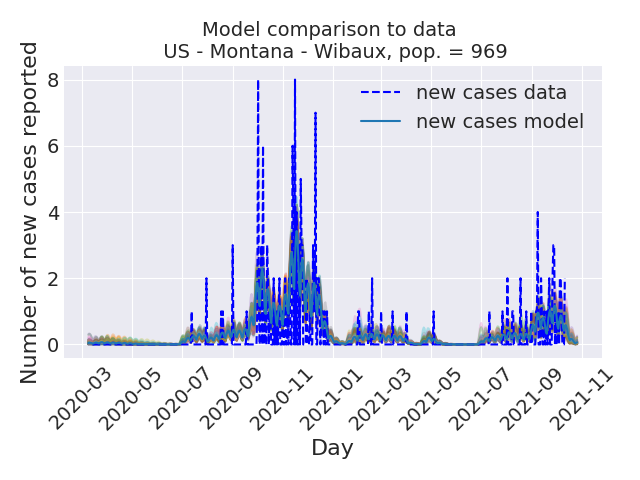 Model comparison to data
US - Montana - Wibaux, pop. = 969
Number of new cases reported
8
6
4
2
0
new cases data
new cases model
2020-03
2020-05
2020-07
2020-09
2020-11
2021-01
2021-03
2021-05
2021-07
2021-09
2021-11
Day